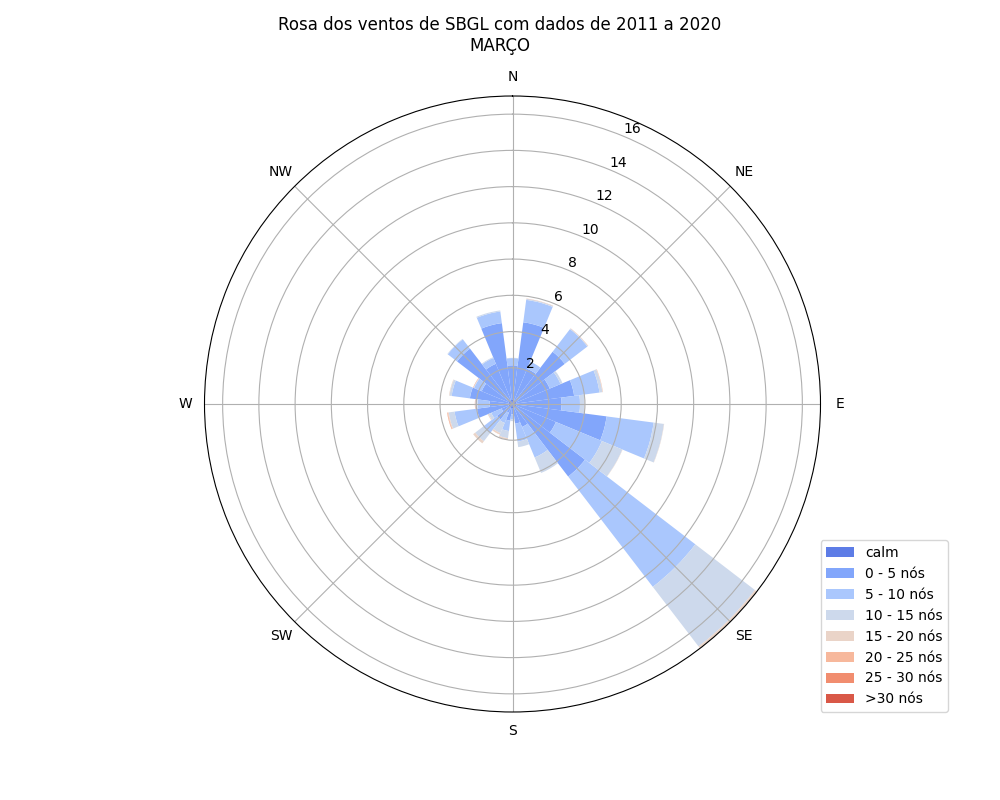 Rosa dos ventos de SBGL com dados de 2011 a 2020
MARÇO
N
NW
NE
16
14
12
10
8
6
4
2
W
E
SW
SE
S
calm
0 - 5 nós
5 - 10 nós
10 - 15 nós
15 - 20 nós
20 - 25 nós
25 - 30 nós
>30 nós